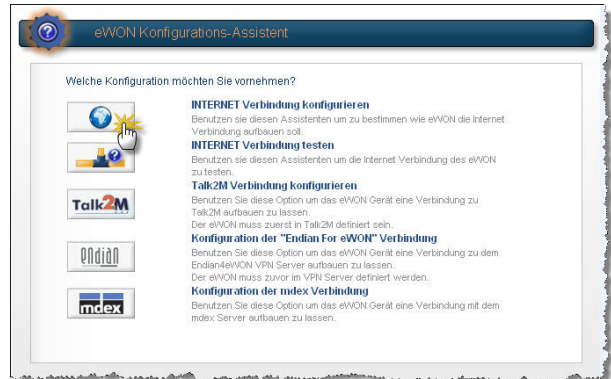 eWON Konfigurations-Assistent
Welche Konfiguration möchten Sie vornehmen?
INTERNET Verbindung konfigurieren
Benutzen sie diesen Assistenten um zu bestimmen wie eWON die Internet
Verbindung aufbauen soll.
INTERNET Verbindung testen
Benutzen sie diesen Assistenten um die Internet Verbindung des eWON
zu testen.
Talk2M
Talk2M Verbindung konfigurieren
Benutzen Sie diese Option um das eWON Gerät eine Verbindung zu
Talk2M aufbauen zu lassen.
Der eWON muss zuerst in Talk2M definiert sein.
endian
Konfiguration der "Endian For eWON" Verbindung
Benutzen Sie diese Option um das eWON Gerät eine Verbindung zu dem
Endian4eWON VPN Server aufbauen zu lassen.
Der eWON muss zuvor im VPN Server definiert werden.
mdex
Konfiguration der mdex Verbindung
Benutzen Sie diese Option um das eWON Gerät eine Verbindung mit dem
mdex Server aufbauen zu lassen.